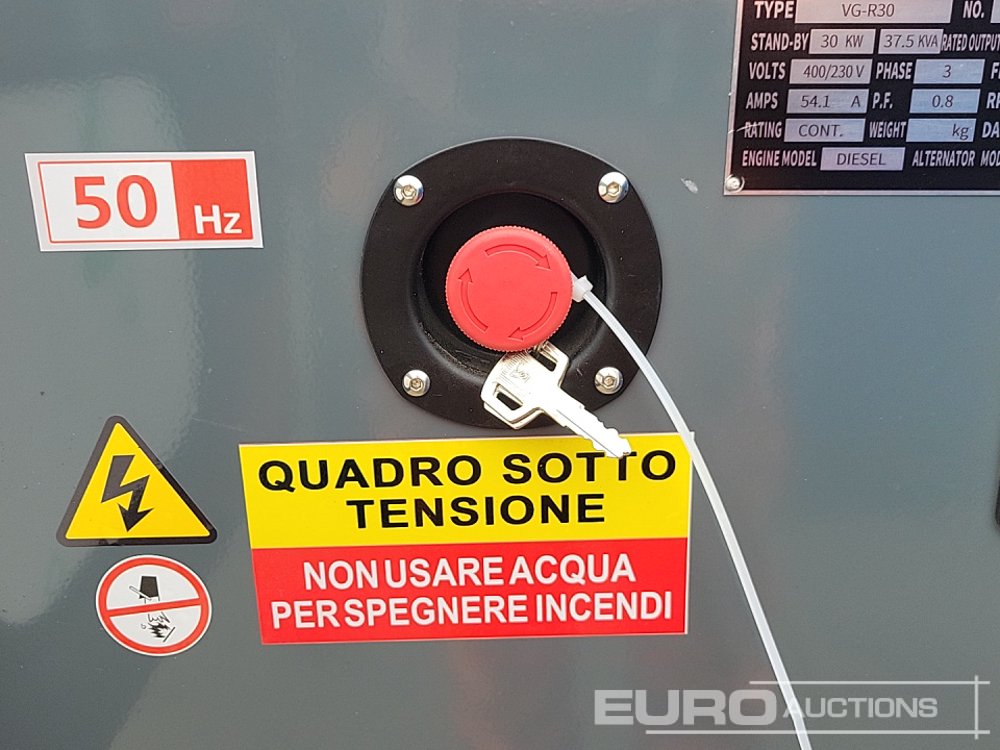 TYPE VG-R30 NO.
STAND-BY 30 KW 37.5 KVA RATED OUTPUT
VOLTS 400/230 V PHASE 3
AMPS 54.1 A P.F. 0.8
RATING CONT. WEIGHT kg
ENGINE MODEL DIESEL ALTERNATOR
50 Hz
QUADRO SOTTO
TENSIONE
NON USARE ACQUA
PER SPEGNERE INCENDI
EURO AUCTIONS